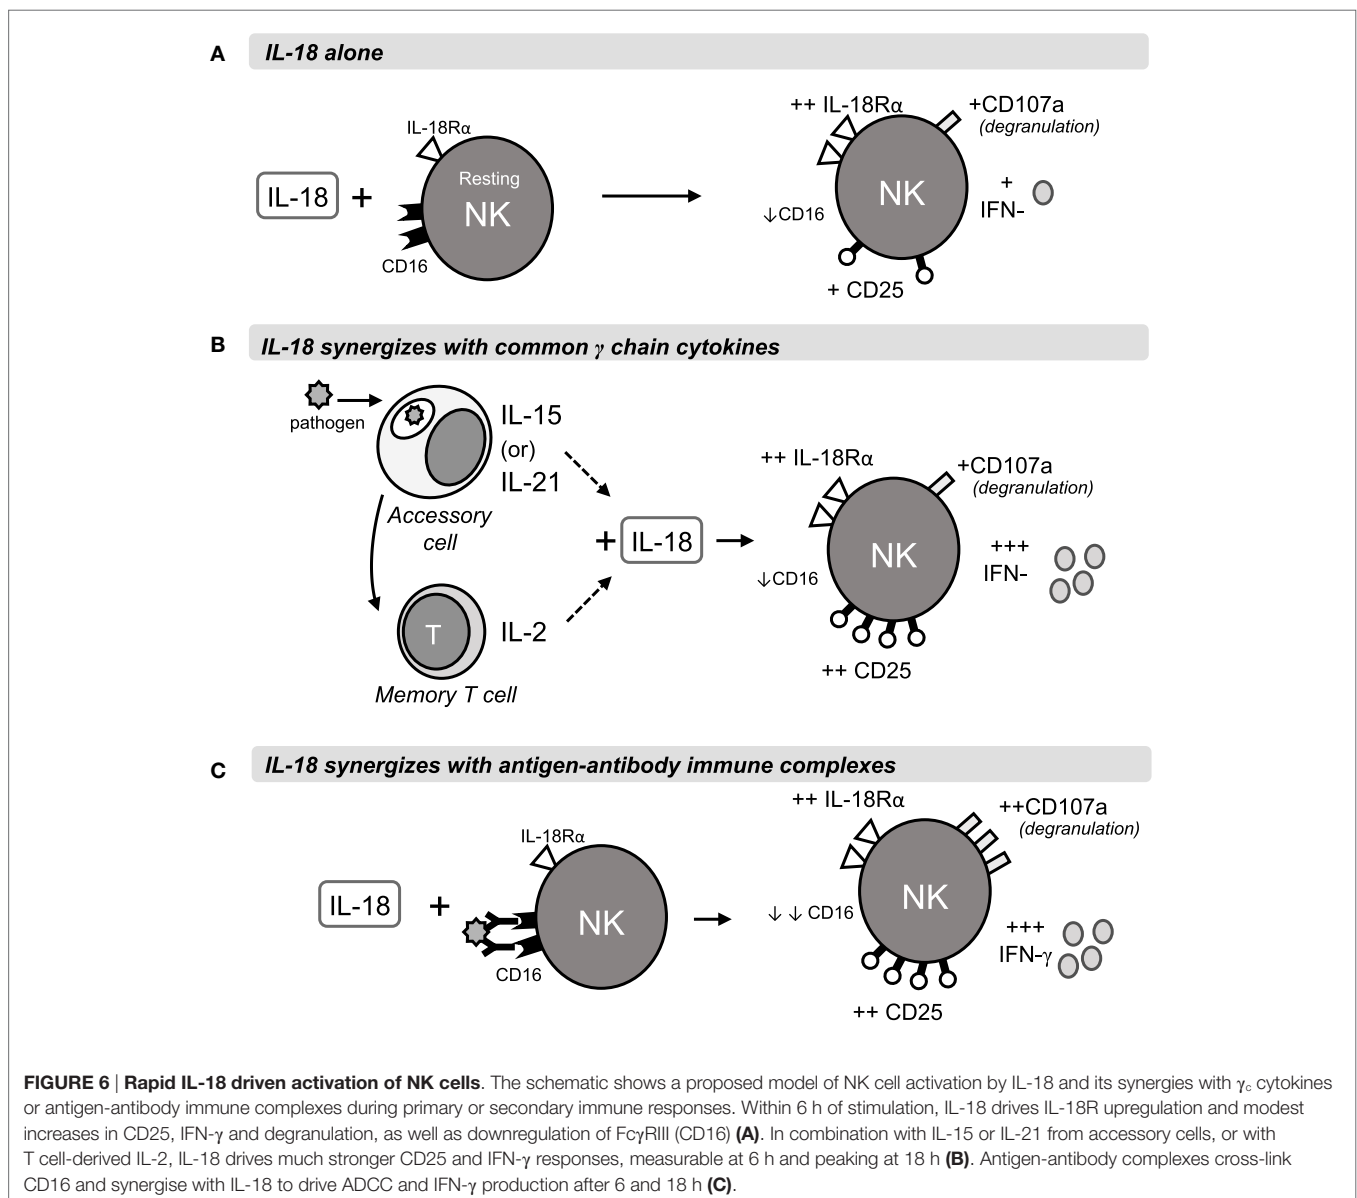 A
IL-18 alone
IL-18
+
IL-18Rα
Resting
NK
CD16
++ IL-18Rα
+CD107a
(degranulation)
NK
+
IFN-
↓CD16
+ CD25
B
IL-18 synergizes with common γ chain cytokines
pathogen
IL-15
(or)
IL-21
Accessory
cell
T
IL-2
Memory T cell
+
IL-18
++ IL-18Rα
+CD107a
(degranulation)
NK
+++
IFN-
↓CD16
++ CD25
C
IL-18 synergizes with antigen-antibody immune complexes
IL-18
+
IL-18Rα
NK
CD16
++ IL-18Rα
++CD107a
(degranulation)
NK
↓ ↓ CD16
+++
IFN-γ
++ CD25
FIGURE 6 | Rapid IL-18 driven activation of NK cells. The schematic shows a proposed model of NK cell activation by IL-18 and its synergies with γc cytokines
or antigen-antibody immune complexes during primary or secondary immune responses. Within 6 h of stimulation, IL-18 drives IL-18R upregulation and modest
increases in CD25, IFN-γ and degranulation, as well as downregulation of FcγRIII (CD16) (A). In combination with IL-15 or IL-21 from accessory cells, or with
T cell-derived IL-2, IL-18 drives much stronger CD25 and IFN-γ responses, measurable at 6 h and peaking at 18 h (B). Antigen-antibody complexes cross-link
CD16 and synergise with IL-18 to drive ADCC and IFN-γ production after 6 and 18 h (C).